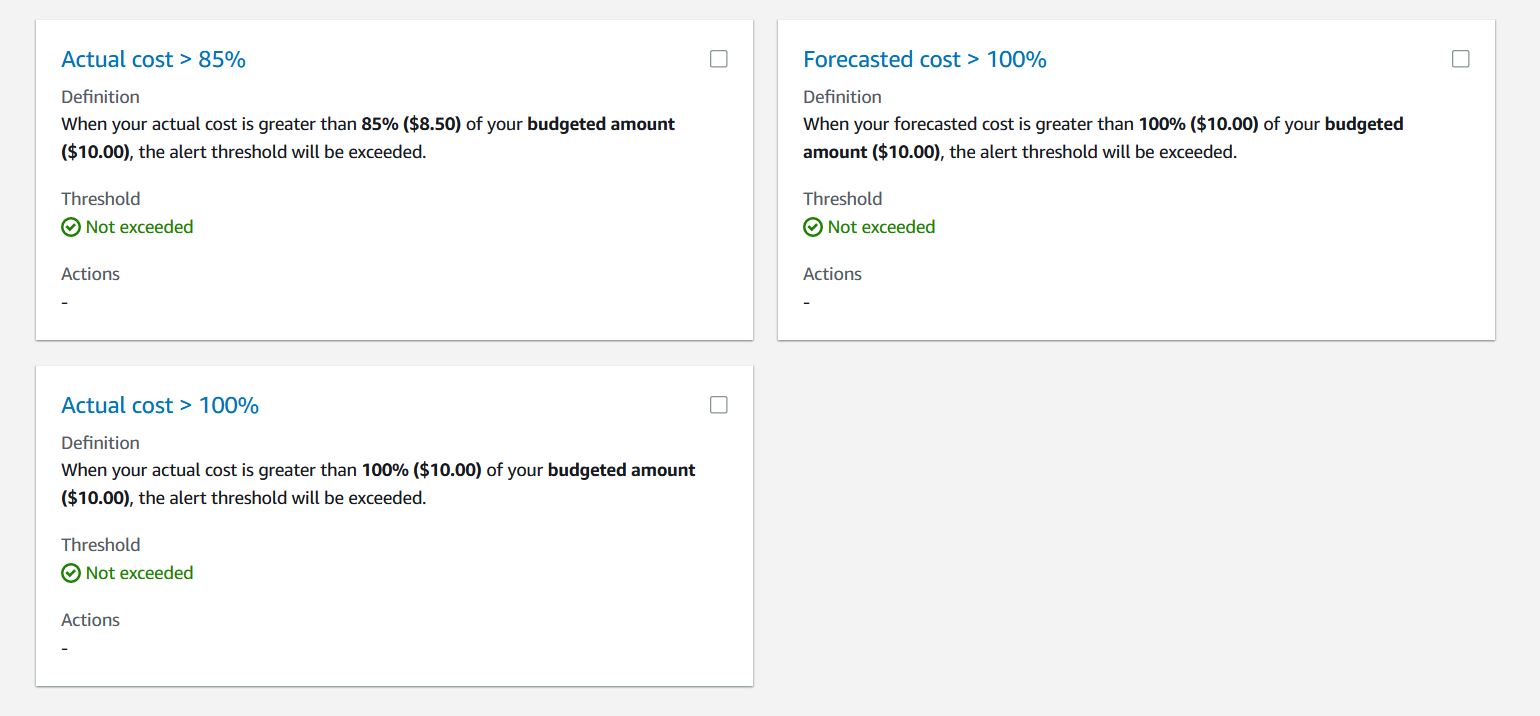 Actual cost > 85%
Definition
When your actual cost is greater than 85% ($8.50) of your budgeted amount
($10.00), the alert threshold will be exceeded.
Threshold
Not exceeded
Actions
-
Forecasted cost > 100%
Definition
When your forecasted cost is greater than 100% ($10.00) of your budgeted
amount ($10.00), the alert threshold will be exceeded.
Threshold
Not exceeded
Actions
-
Actual cost > 100%
Definition
When your actual cost is greater than 100% ($10.00) of your budgeted amount
($10.00), the alert threshold will be exceeded.
Threshold
Not exceeded
Actions
-